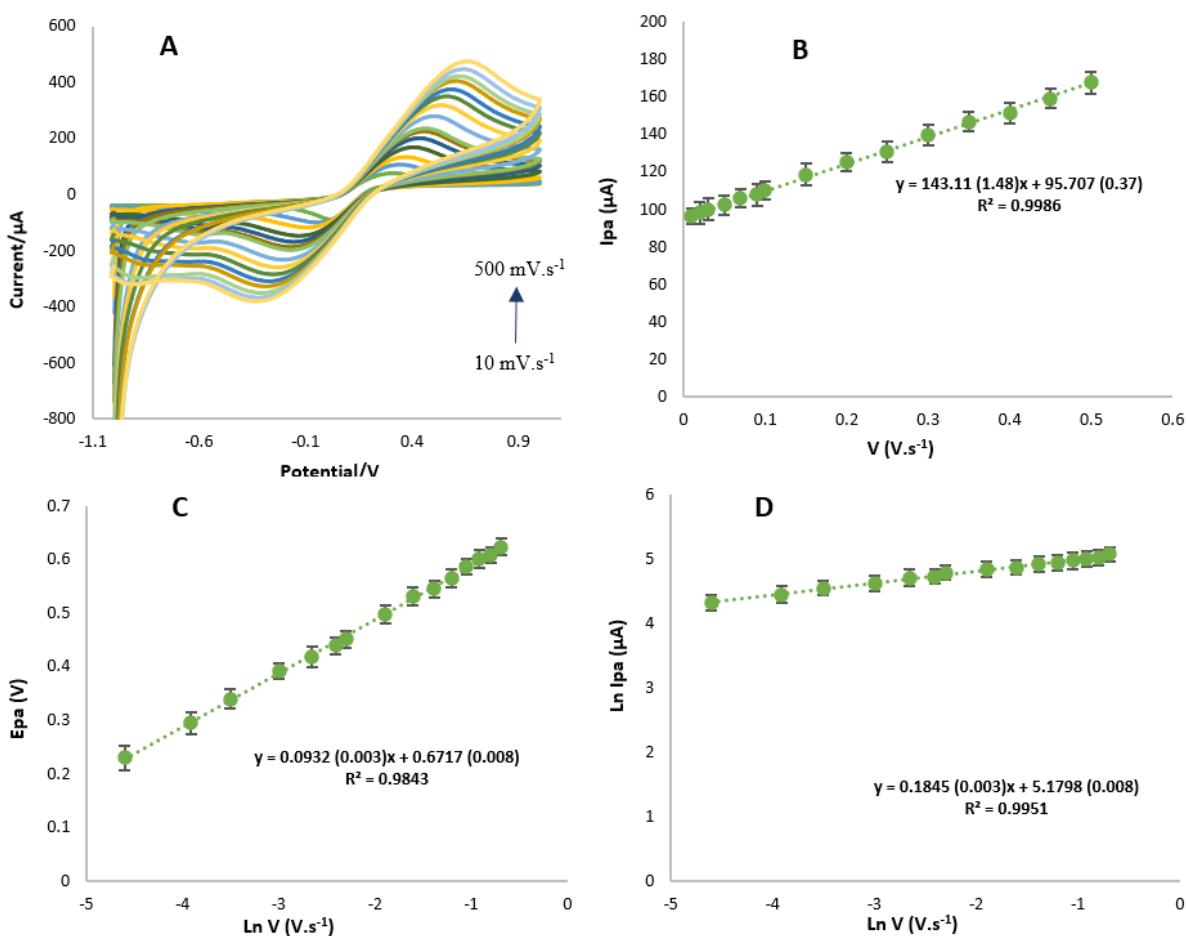 A
600
400
200
0
-200
-400
-600
-800
-1.1
-0.6
-0.1
0.4
0.9
Current/µA
Potential/V
500 mV.s⁻¹
10 mV.s⁻¹
B
200
180
160
140
120
100
80
60
40
20
0
0
0.1
0.2
0.3
0.4
0.5
0.6
Ipa (µA)
V (V.s⁻¹)
y = 143.11 (1.48)x + 95.707 (0.37)
R² = 0.9986
C
0.7
0.6
0.5
0.4
0.3
0.2
0.1
0
-5
-4
-3
-2
-1
0
Epa (V)
Ln V (V.s⁻¹)
y = 0.0932 (0.003)x + 0.6717 (0.008)
R² = 0.9843
D
6
5
4
3
2
1
0
-5
-4
-3
-2
-1
0
Ln Ipa (µA)
Ln V (V.s⁻¹)
y = 0.1845 (0.003)x + 5.1798 (0.008)
R² = 0.9951